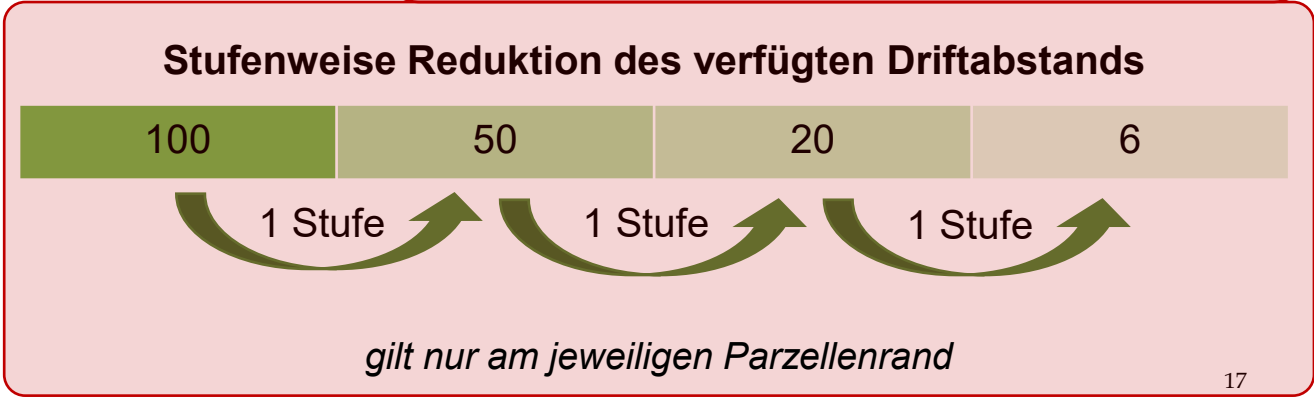 Stufenweise Reduktion des verfügten Driftabstands
100 50 20 6
1 Stufe 1 Stufe 1 Stufe
gilt nur am jeweiligen Parzellenrand
17